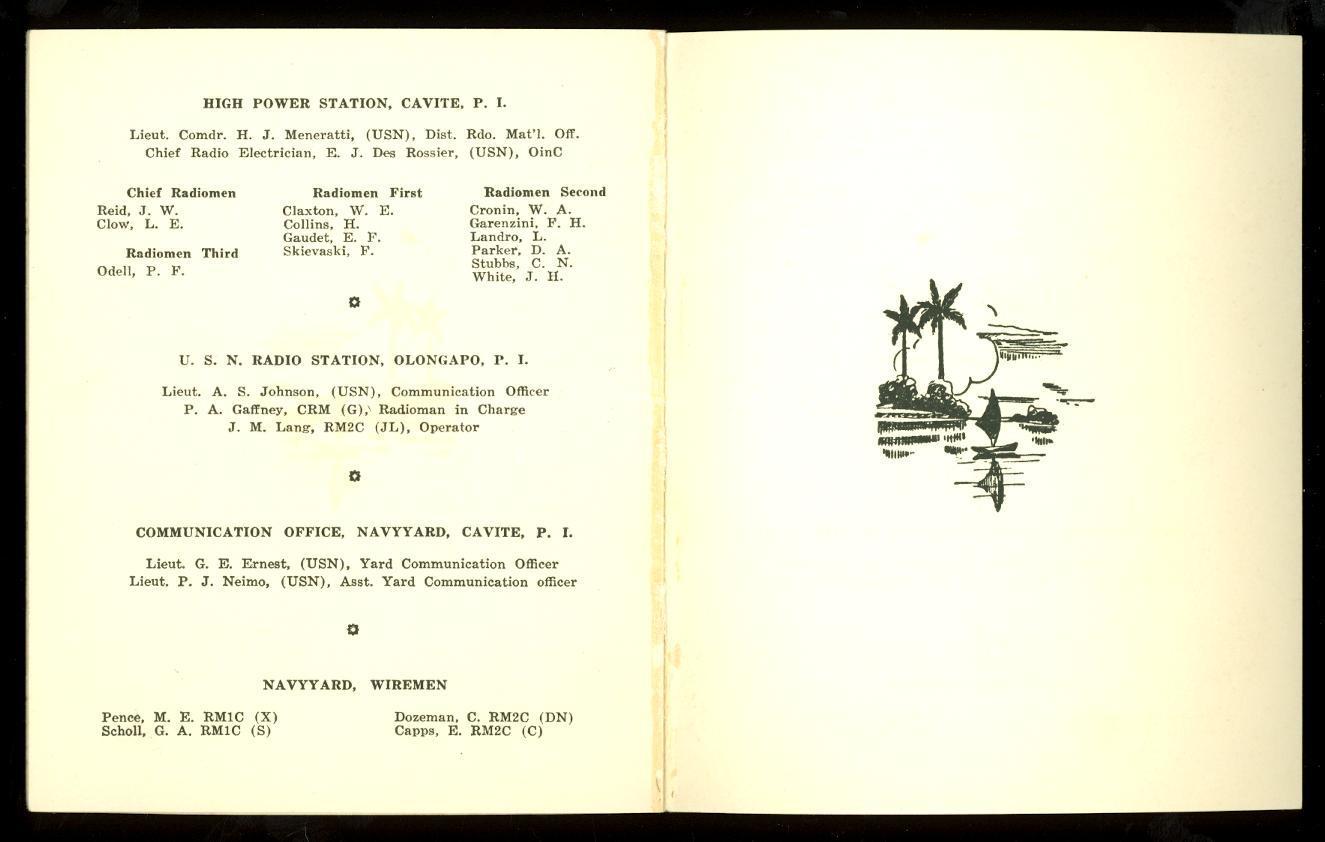 HIGH POWER STATION, CAVITE, P. I.
Lieut. Comdr. H. J. Meneratti, (USN), Dist. Rdo. Mat'l. Off.
Chief Radio Electrician, E. J. Des Rossier, (USN), OinC
Chief Radiomen
Reid, J. W.
Clow, L. E.
Radiomen Third
Odell, P. F.
Radiomen First
Claxton, W. E.
Collins, H.
Gaudet, E. F.
Skievaski, F.
Radiomen Second
Cronin, W. A.
Garenzini, F. H.
Landro, L.
Parker, D. A.
Stubbs, C. N.
White, J. H.
U. S. N. RADIO STATION, OLONGAPO, P. I.
Lieut. A. S. Johnson, (USN), Communication Officer
P. A. Gaffney, CRM (G), Radioman in Charge
J. M. Lang, RM2C (JL), Operator
COMMUNICATION OFFICE, NAVYYARD, CAVITE, P. I.
Lieut. G. E. Ernest, (USN), Yard Communication Officer
Lieut. P. J. Neimo, (USN), Asst. Yard Communication officer
NAVYYARD, WIREMEN
Pence, M. E. RM1C (X)
Scholl, G. A. RM1C (S)
Dozeman, C. RM2C (DN)
Capps, E. RM2C (C)